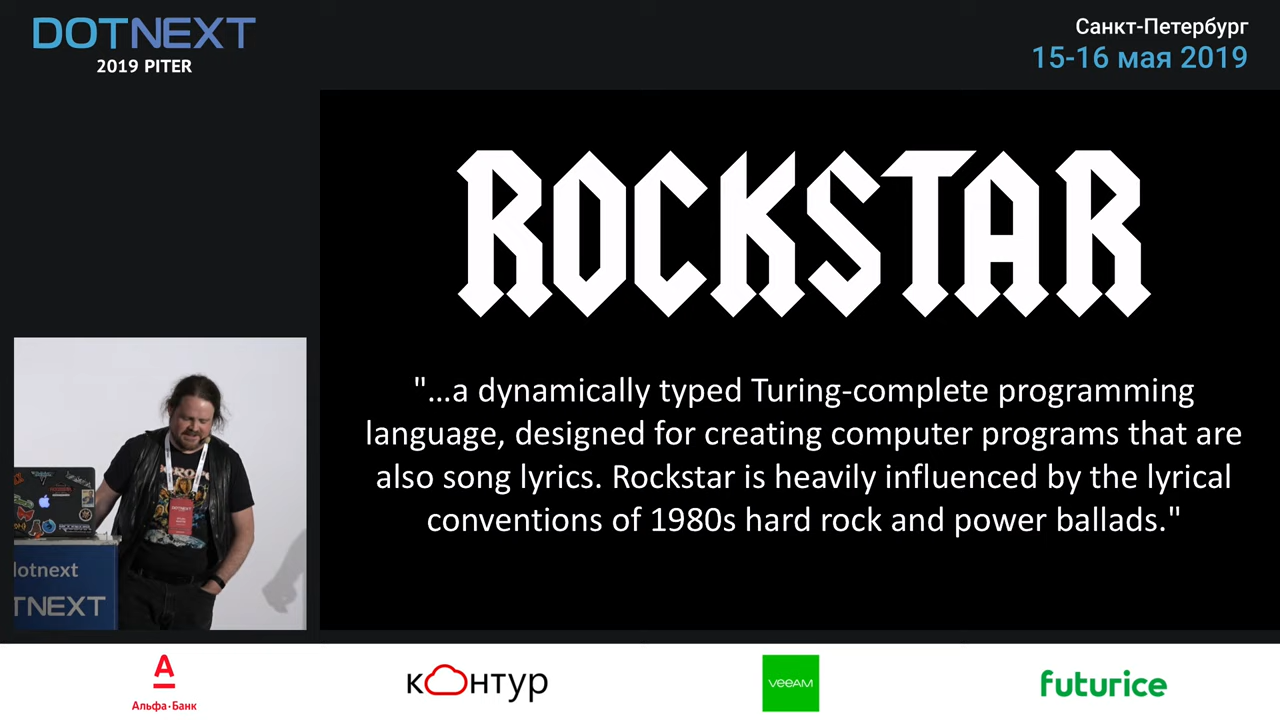 DOTNEXT
2019 PITER
Санкт-Петербург
15-16 мая 2019
ROCKSTAR
"...a dynamically typed Turing-complete programming
language, designed for creating computer programs that are
also song lyrics. Rockstar is heavily influenced by the lyrical
conventions of 1980s hard rock and power ballads."
DOTNEXT
dotnext
TNEXT
А
Альфа·Банк
контур
veeam
futurice